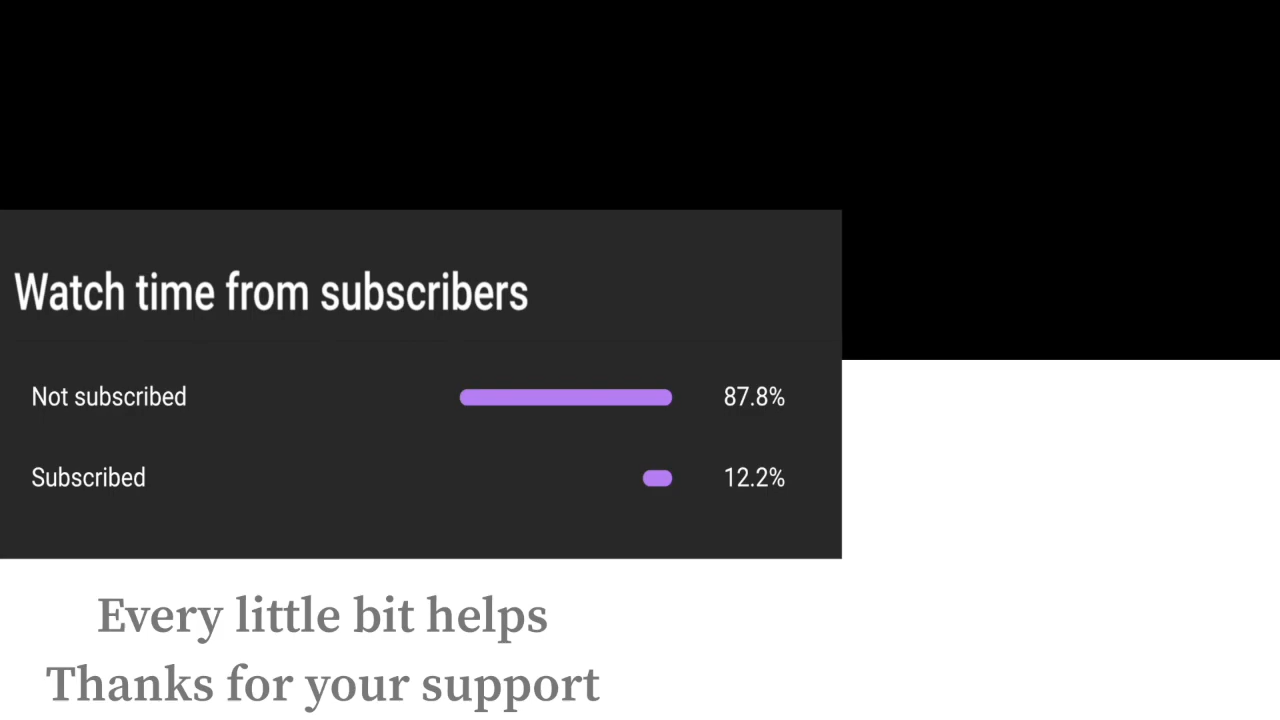 Watch time from subscribers
Not subscribed 87.8%
Subscribed 12.2%
Every little bit helps
Thanks for your support